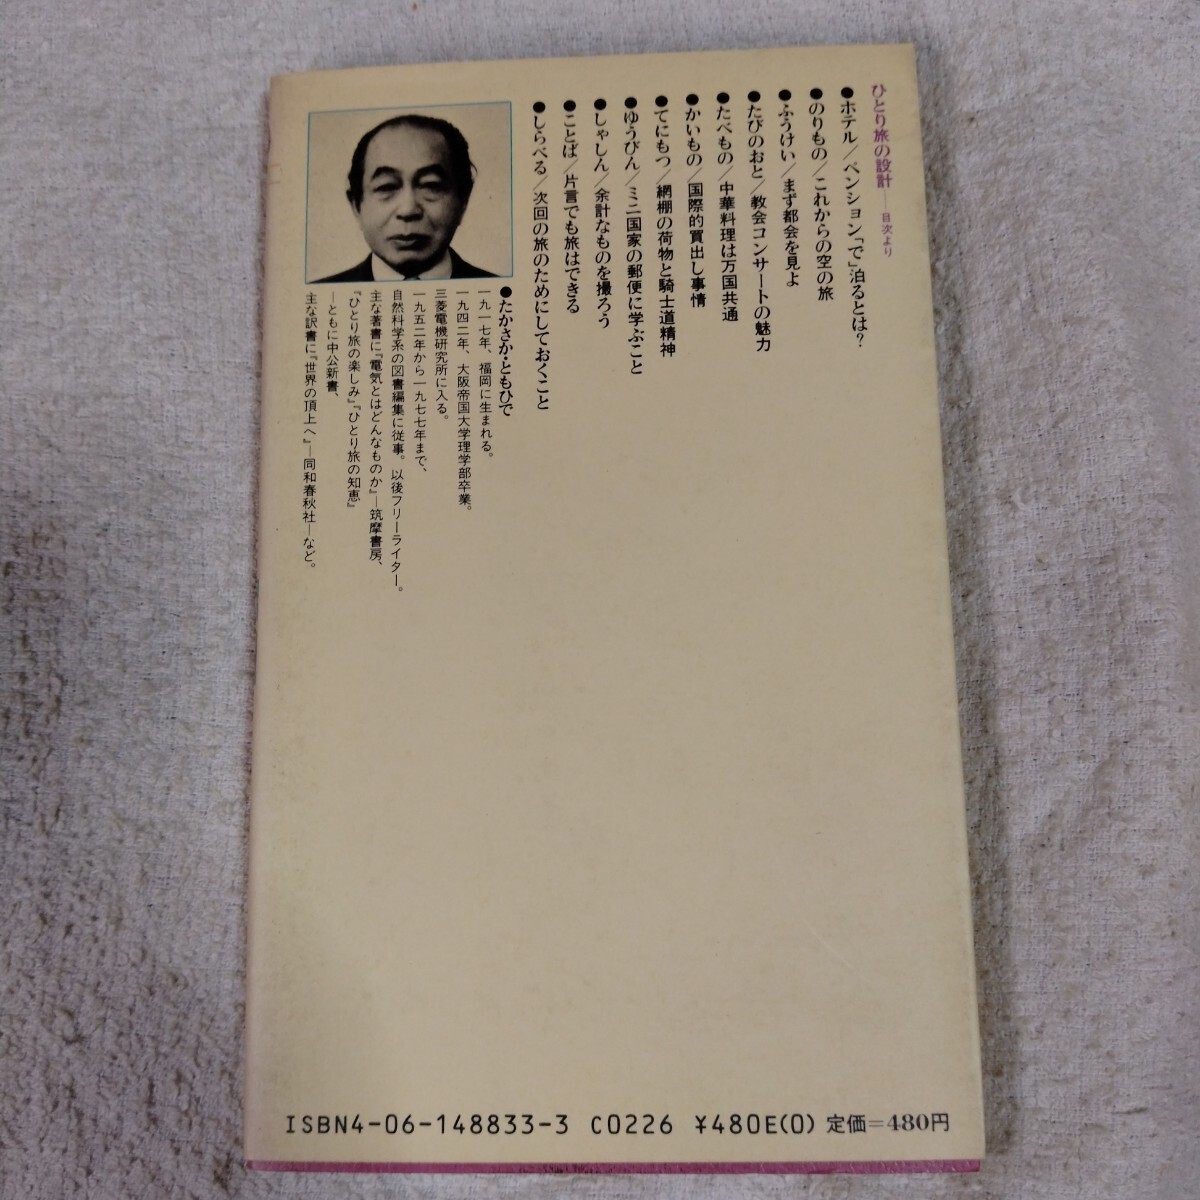 ひとり旅の設計──目次より
●ホテル/ペンション「で」泊るとは?
●のりもの/これからの空の旅
●ふうけい/まず都会を見よ
●たびのおと/教会コンサートの魅力
●たべもの/中華料理は万国共通
●かいもの/国際的買出し事情
●てにもつ/網棚の荷物と騎士道精神
●ゆうびん/ミニ国家の郵便に学ぶこと
●しゃしん/余計なものを撮ろう
●ことば/片言でも旅はできる
●しらべる/次回の旅のためにしておくこと
●たかさか・ともひで
一九一七年、福岡に生まれる。
一九四二年、大阪帝国大学理学部卒業。
三菱電機研究所に入る。
一九五二年から一九七七年まで、
自然科学系の図書編集に従事。以後フリーライター。
主な著書に『電気とはどんなものか』―筑摩書房、
『ひとり旅の楽しみ』『ひとり旅の知恵』
―ともに中公新書、
主な訳書に『世界の頂上へ』―同和春秋社―など。
ISBN4-06-148833-3 C0226 ¥480E(0) 定価=480円